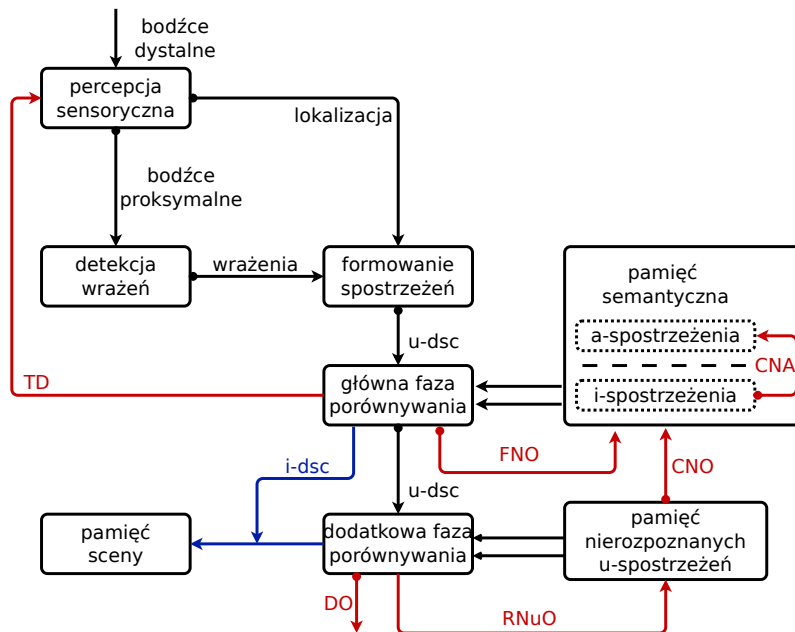 bodźce
dystalne
percepcja
sensoryczna
lokalizacja
bodźce
proksymalne
detekcja
wrażeń
wrażenia
formowanie
spostrzeżeń
pamięć
semantyczna
a-spostrzeżenia
CNA
i-spostrzeżenia
u-dsc
TD
główna faza
porównywania
FNO
CNO
i-dsc
u-dsc
pamięć
sceny
dodatkowa faza
porównywania
pamięć
nierozpoznanych
u-spostrzeżeń
DO
RNuO